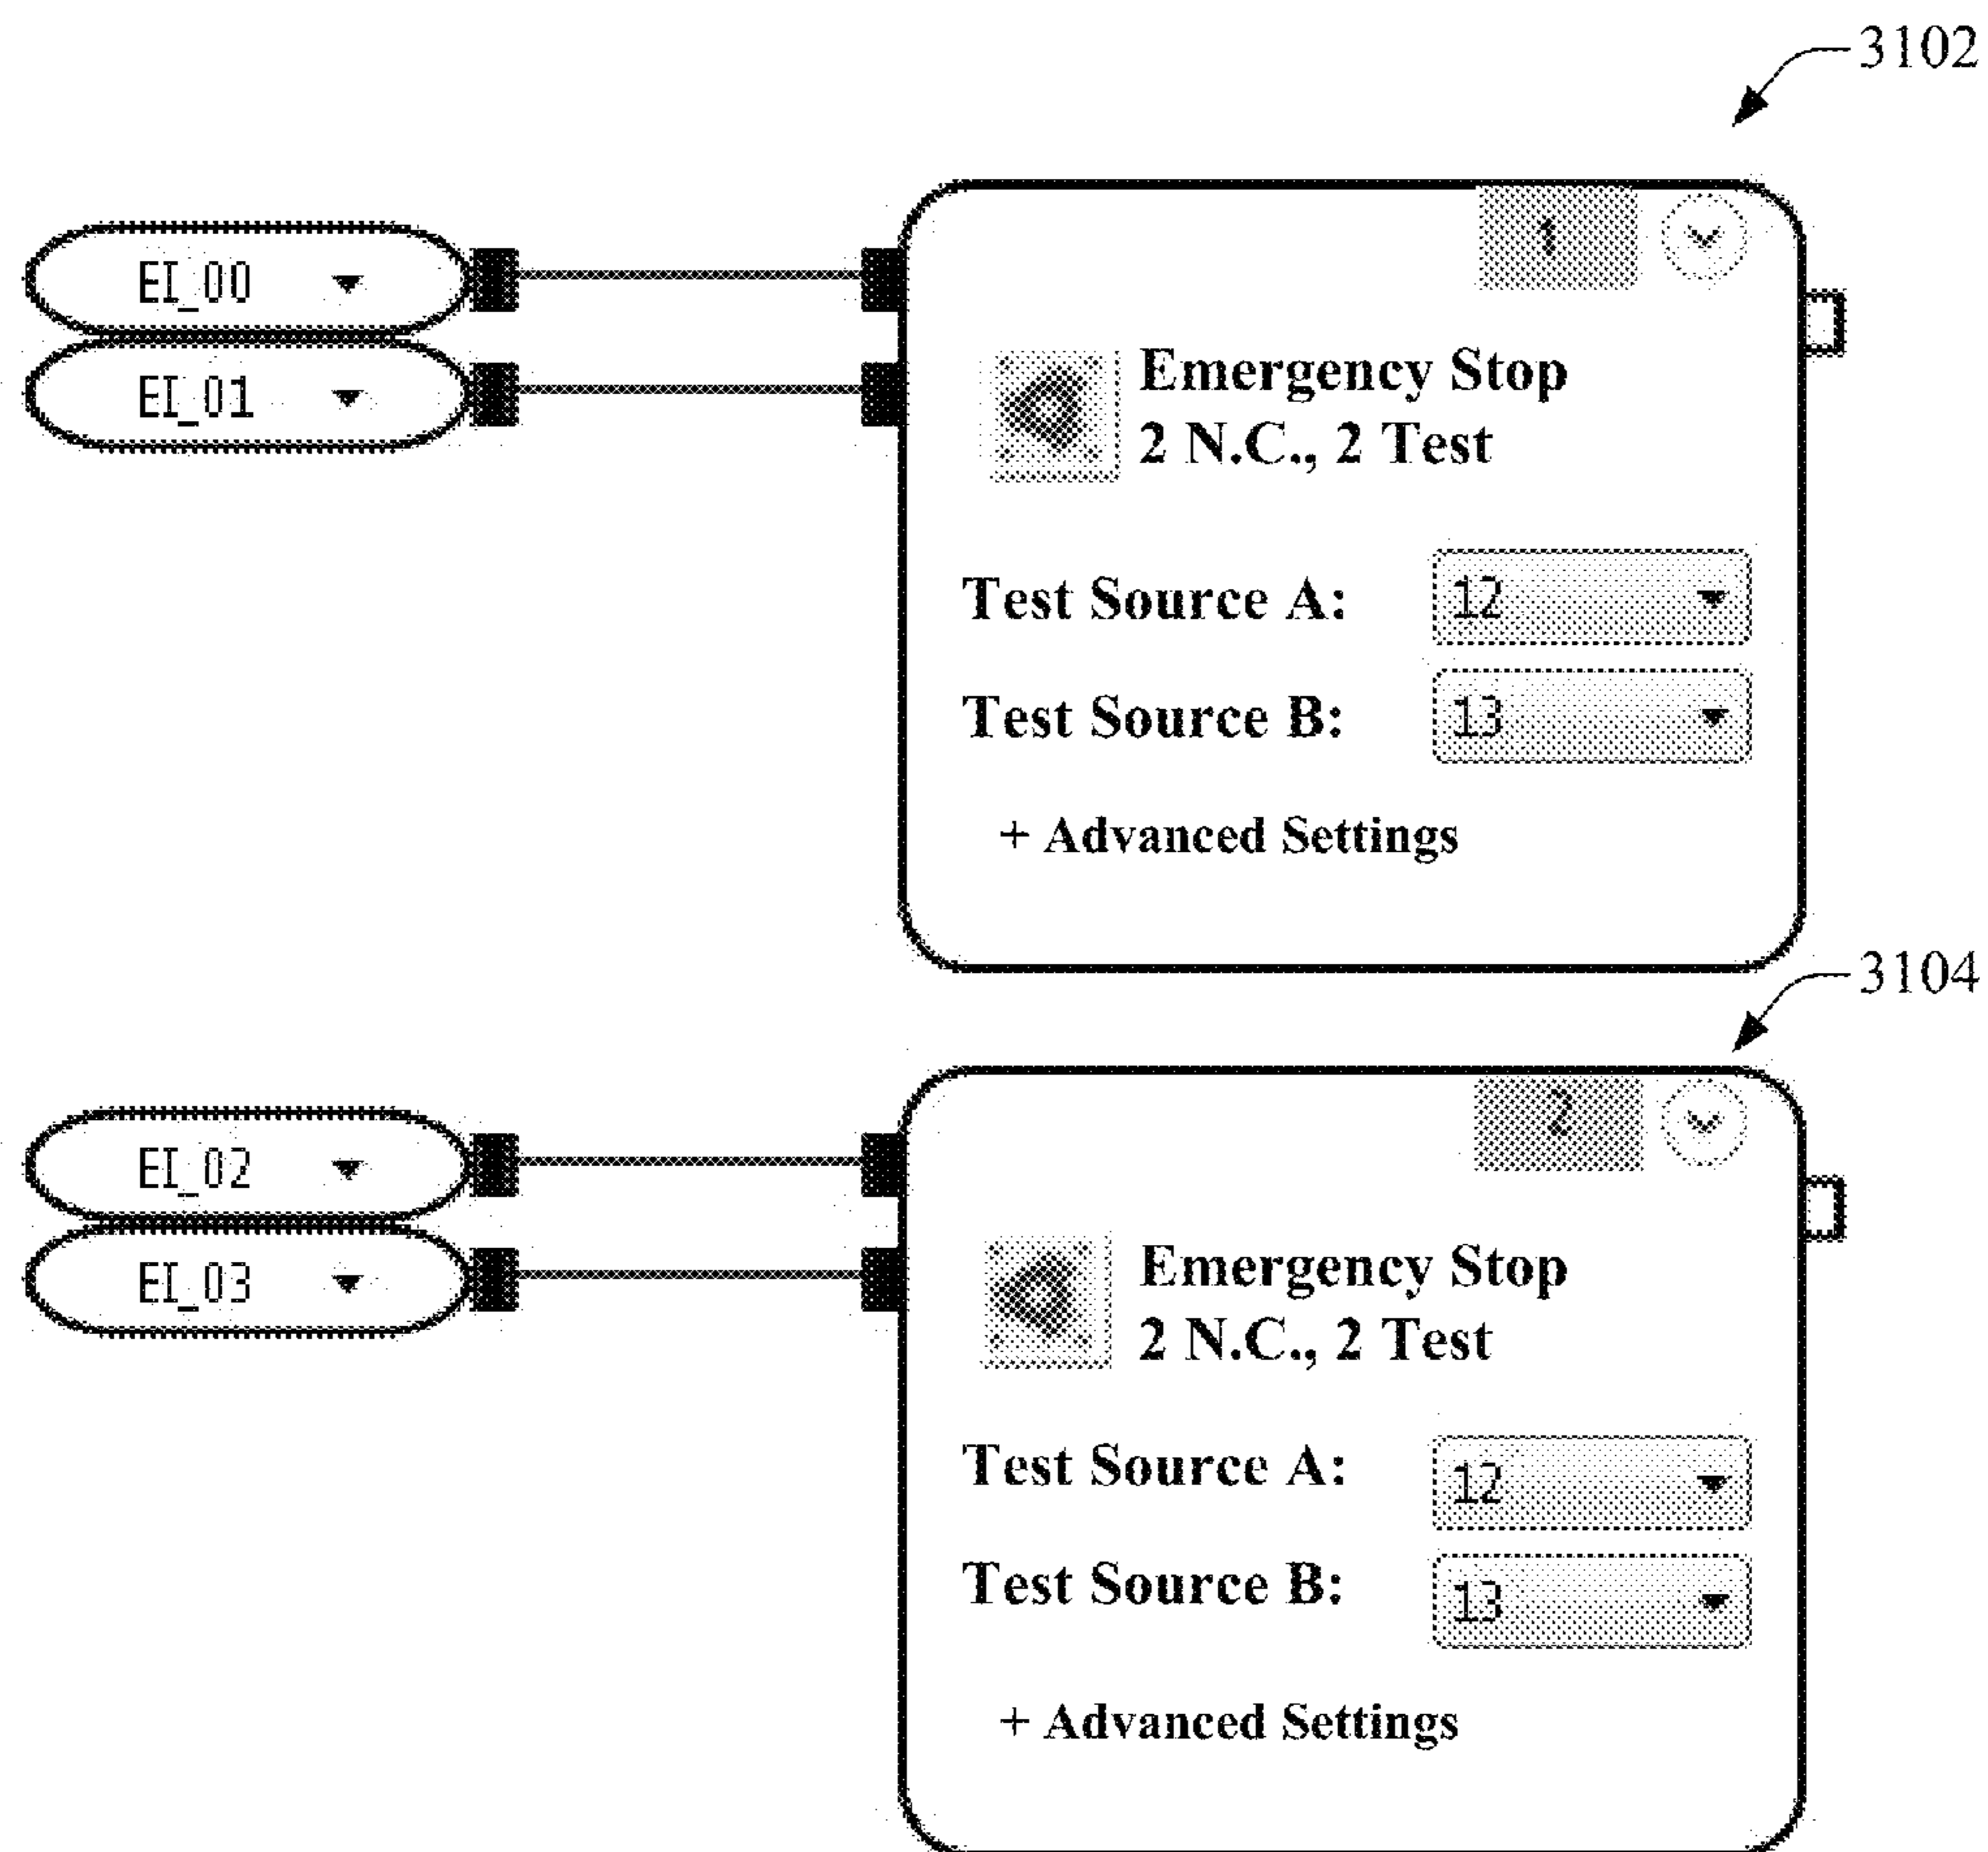 3102
1
EI_00
EI_01
Emergency Stop
2 N.C., 2 Test
Test Source A: 12
Test Source B: 13
+ Advanced Settings
3104
2
EI_02
EI_03
Emergency Stop
2 N.C., 2 Test
Test Source A: 12
Test Source B: 13
+ Advanced Settings